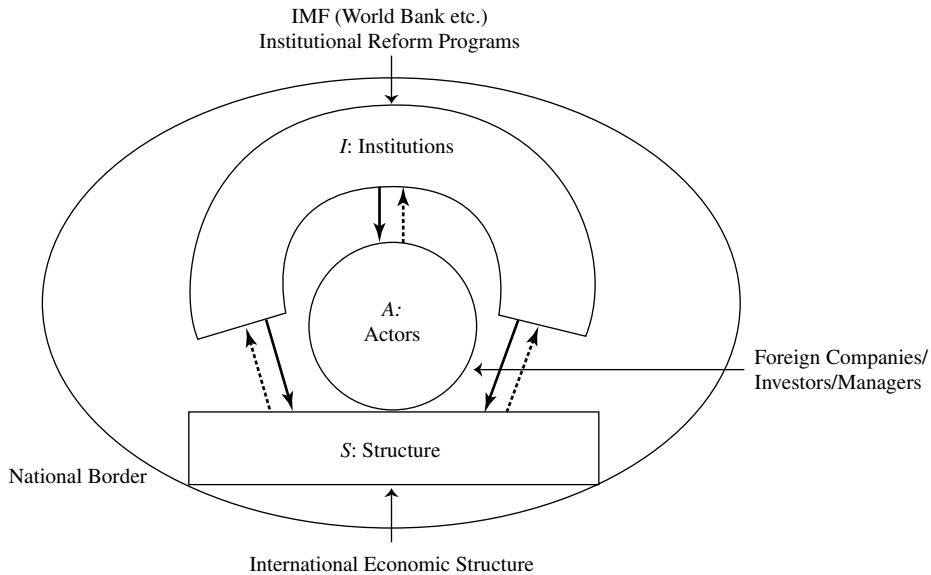 IMF (World Bank etc.)
Institutional Reform Programs
I: Institutions
A:
Actors
Foreign Companies/
Investors/Managers
S: Structure
National Border
International Economic Structure